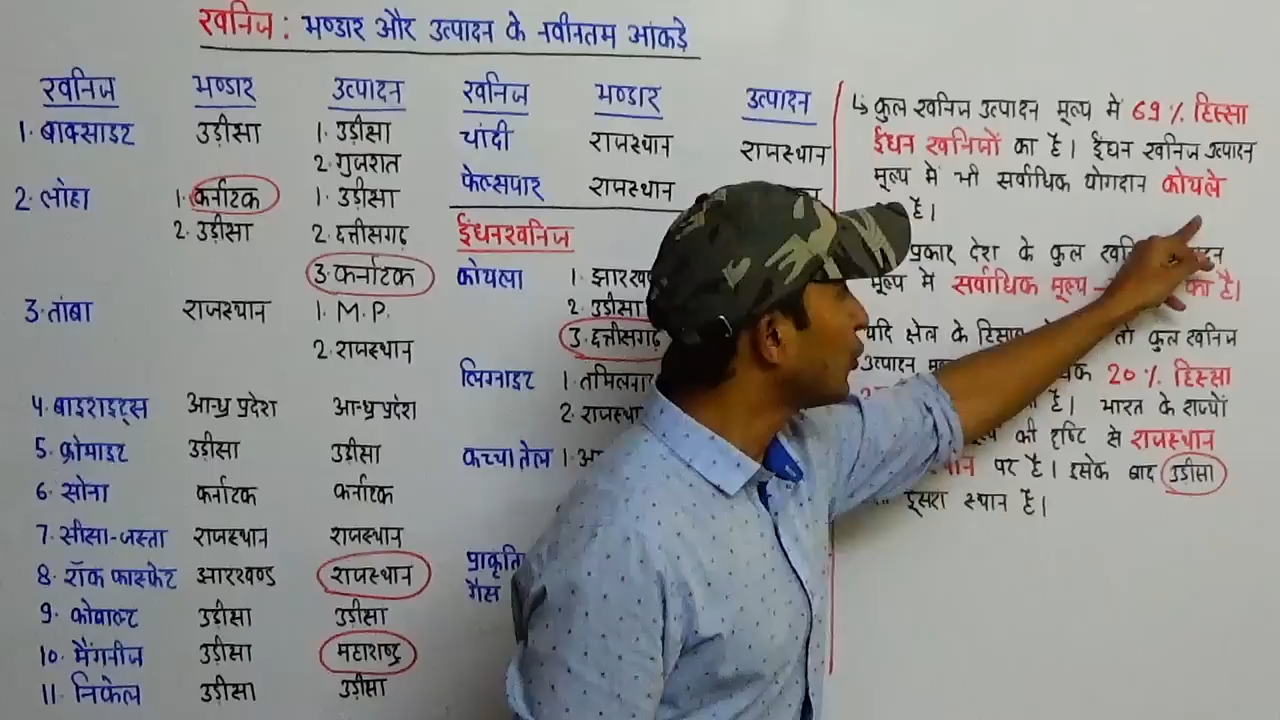 खनिज : भण्डार और उत्पादन के नवीनतम आंकड़े
खनिज भण्डार उत्पादन
1. बाक्साइट उड़ीसा 1. उड़ीसा
2. गुजरात
2. लोहा 1. कर्नाटक 1. उड़ीसा
2. उड़ीसा 2. छत्तीसगढ़
3. कर्नाटक
3. तांबा राजस्थान 1. M.P.
2. राजस्थान
4. बाइराइट्स आन्ध्र प्रदेश आन्ध्र प्रदेश
5. क्रोमाइट उड़ीसा उड़ीसा
6. सोना कर्नाटक कर्नाटक
7. सीसा-जस्ता राजस्थान राजस्थान
8. रॉक फास्फेट झारखण्ड राजस्थान
9. कोबाल्ट उड़ीसा उड़ीसा
10. मैंगनीज उड़ीसा महाराष्ट्र
11. निकेल उड़ीसा उड़ीसा
खनिज भण्डार उत्पादन
चांदी राजस्थान राजस्थान
फेल्सपार राजस्थान
ईंधनखनिज
कोयला 1.
2. उड़ीसा
3. छत्तीसगढ़
लिग्नाइट 1.
2.
कच्चा तेल 1.
गैस
↳ कुल खनिज उत्पादन मूल्य में 69% हिस्सा
ईंधन खनिजों का है। ईंधन खनिज उत्पादन
मूल्य में भी सर्वाधिक योगदान कोयले
है।
प्रकार देश के कुल
मूल्य में सर्वाधिक मूल्य - का है।
यदि क्षेत्र के तो कुल खनिज
उत्पादन 20% हिस्सा
है। भारत के राज्यों
की दृष्टि से राजस्थान
पर है। इसके बाद उड़ीसा
दूसरा स्थान है।